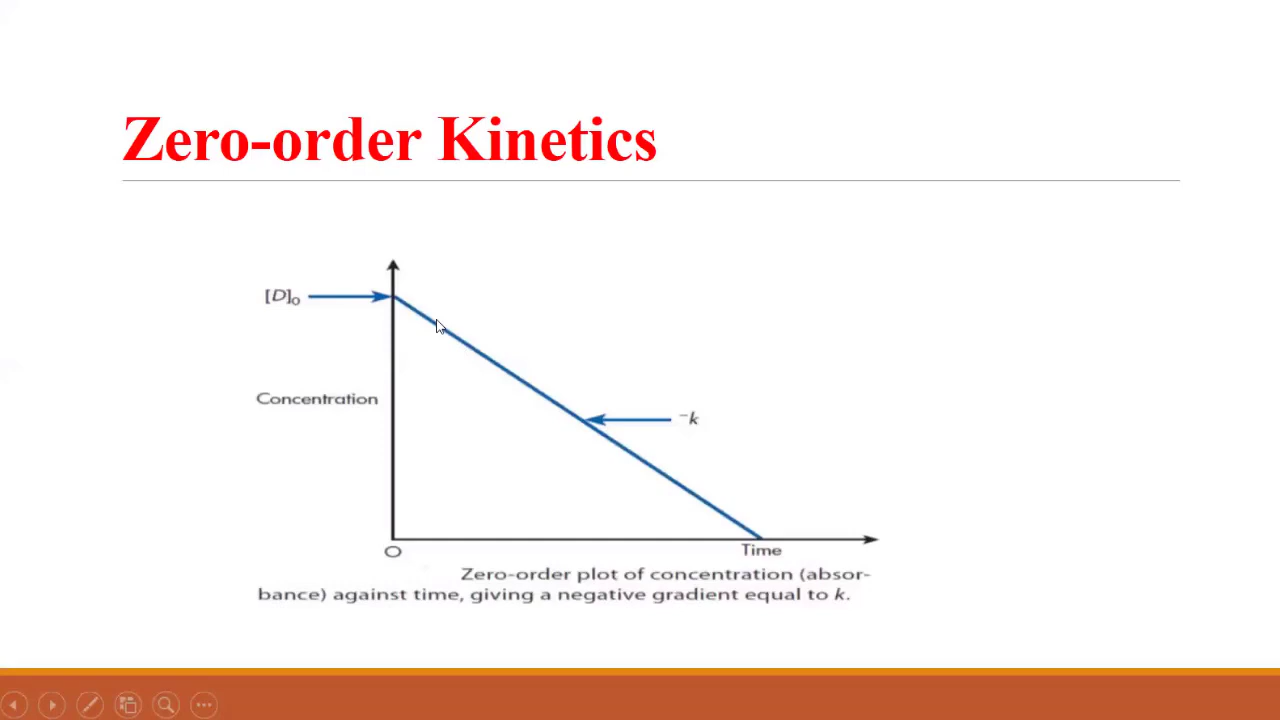 Zero-order Kinetics
[D]₀
Concentration
⁻k
O
Time
Zero-order plot of concentration (absor-
bance) against time, giving a negative gradient equal to k.